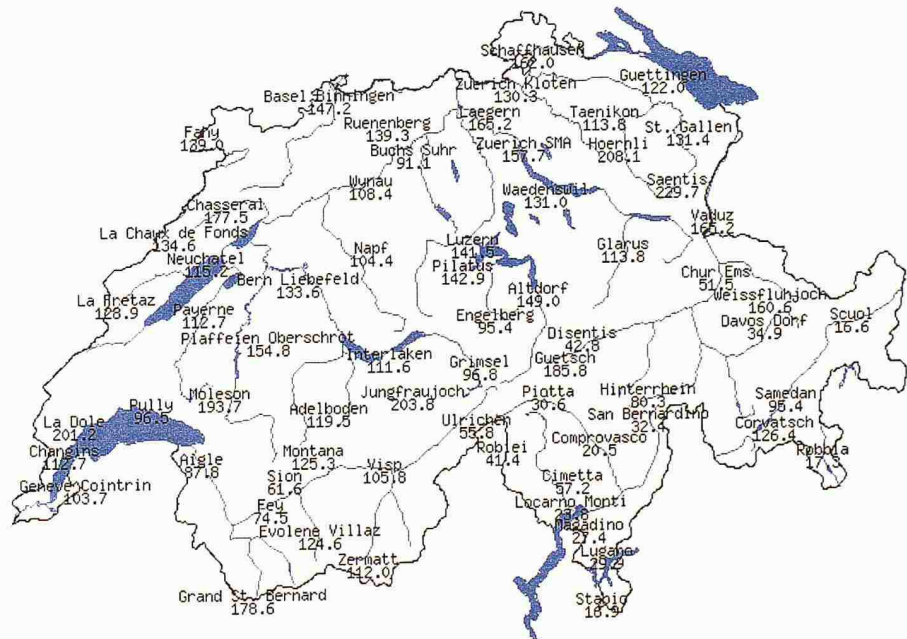 Schaffhausen
162.0
Guettingen
122.0
Zuerich Kloten
130.3
Basel Binningen
147.2
Laegern
165.2
Taenikon
113.8
Ruenenberg
139.3
St. Gallen
131.4
Fahy
139.0
Buchs Suhr
91.1
Zuerich SMA
157.7
Hoernli
208.1
Wynau
108.4
Waedenswil
131.0
Saentis
229.7
Chasseral
177.5
Vaduz
165.2
La Chaux de Fonds
134.6
Napf
104.4
Luzern
141.5
Glarus
113.8
Neuchatel
115.2
Pilatus
142.9
Bern Liebefeld
133.6
Chur Ems
51.5
Altdorf
149.0
Weissfluhjoch
160.6
La Fretaz
128.9
Payerne
112.7
Engelberg
95.4
Davos Dorf
34.9
Scuol
16.6
Plaffeien Oberschrot
154.8
Disentis
42.8
Interlaken
111.6
Grimsel
96.8
Guetsch
185.8
Moleson
193.7
Jungfraujoch
203.8
Piotta
30.6
Hinterrhein
80.3
Samedan
95.4
Pully
96.5
Adelboden
119.5
San Bernardino
32.4
La Dole
201.2
Ulrichen
55.8
Corvatsch
126.4
Changins
112.7
Robiei
41.4
Comprovasco
20.5
Robbia
17.3
Aigle
87.8
Montana
125.3
Visp
105.8
Geneve Cointrin
103.7
Sion
61.6
Cimetta
57.2
Locarno Monti
Fey
74.5
Magadino
27.4
Evolene Villaz
124.6
Zermatt
112.0
Lugano
29.9
Grand St. Bernard
178.6
Stabio
18.9